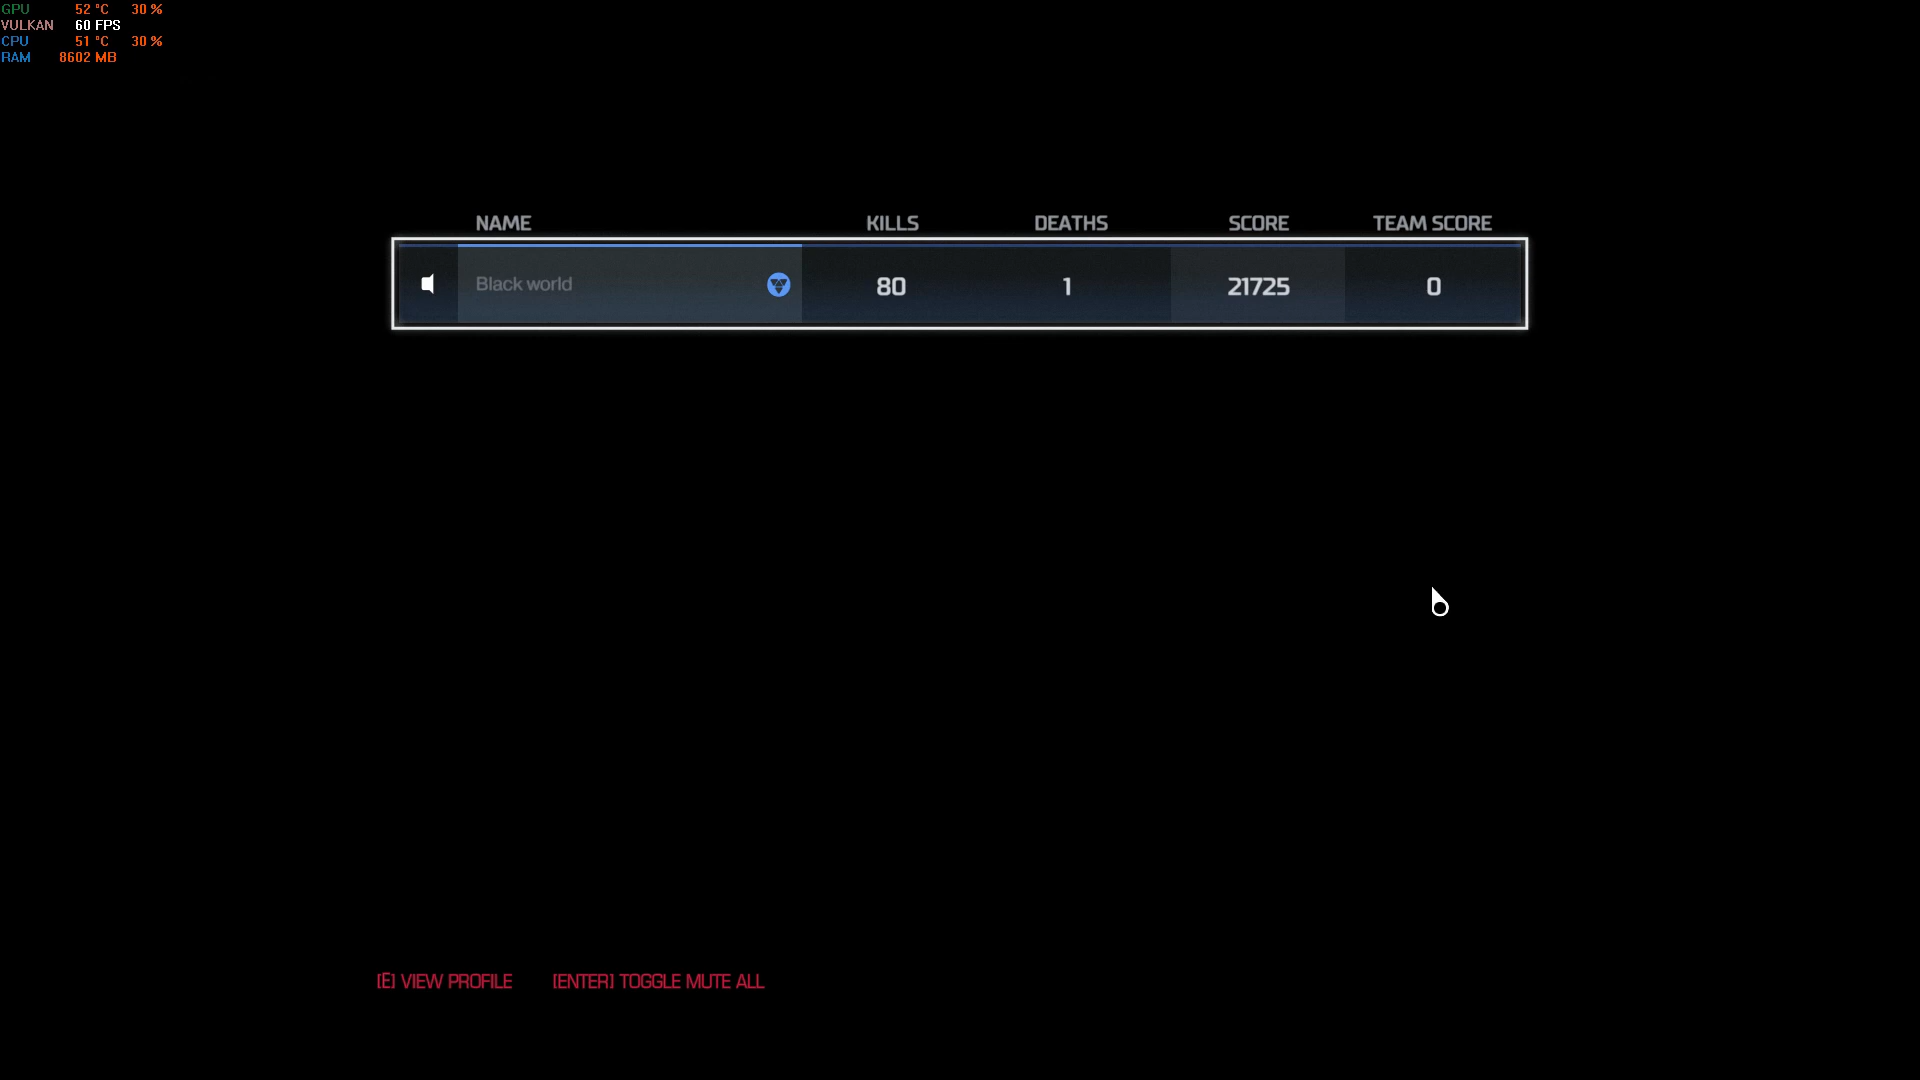 GPU 52 °C 30 %
VULKAN 60 FPS
CPU 51 °C 30 %
RAM 8602 MB
NAME KILLS DEATHS SCORE TEAM SCORE
Black world 80 1 21725 0
[E] VIEW PROFILE [ENTER] TOGGLE MUTE ALL